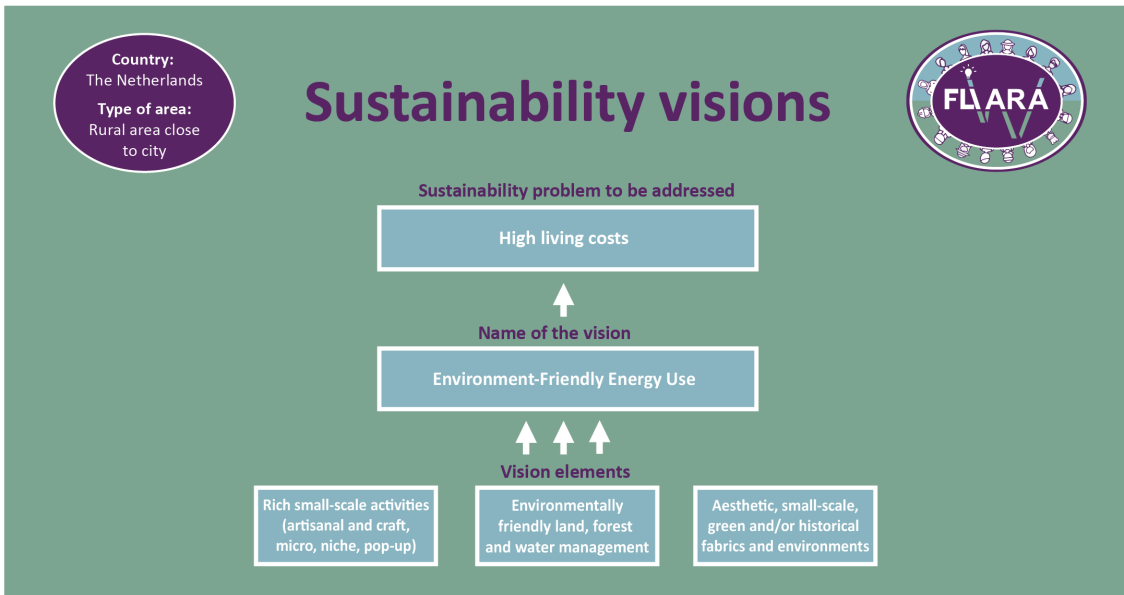 Country:
The Netherlands
Type of area:
Rural area close
to city
Sustainability visions
FLIARA
Sustainability problem to be addressed
High living costs
Name of the vision
Environment-Friendly Energy Use
Vision elements
Rich small-scale activities
(artisanal and craft,
micro, niche, pop-up)
Environmentally
friendly land, forest
and water management
Aesthetic, small-scale,
green and/or historical
fabrics and environments